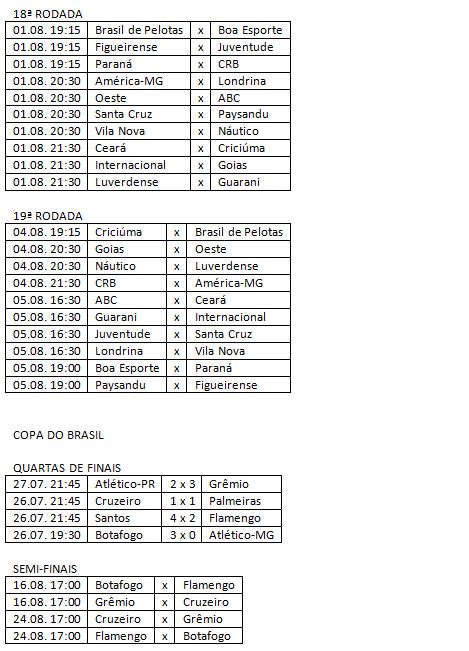 18ª RODADA
01.08. 19:15 Brasil de Pelotas x Boa Esporte
01.08. 19:15 Figueirense x Juventude
01.08. 19:15 Paraná x CRB
01.08. 20:30 América-MG x Londrina
01.08. 20:30 Oeste x ABC
01.08. 20:30 Santa Cruz x Paysandu
01.08. 20:30 Vila Nova x Náutico
01.08. 21:30 Ceará x Criciúma
01.08. 21:30 Internacional x Goias
01.08. 21:30 Luverdense x Guarani
19ª RODADA
04.08. 19:15 Criciúma x Brasil de Pelotas
04.08. 20:30 Goias x Oeste
04.08. 20:30 Náutico x Luverdense
04.08. 21:30 CRB x América-MG
05.08. 16:30 ABC x Ceará
05.08. 16:30 Guarani x Internacional
05.08. 16:30 Juventude x Santa Cruz
05.08. 16:30 Londrina x Vila Nova
05.08. 19:00 Boa Esporte x Paraná
05.08. 19:00 Paysandu x Figueirense
COPA DO BRASIL
QUARTAS DE FINAIS
27.07. 21:45 Atlético-PR 2 x 3 Grêmio
26.07. 21:45 Cruzeiro 1 x 1 Palmeiras
26.07. 21:45 Santos 4 x 2 Flamengo
26.07. 19:30 Botafogo 3 x 0 Atlético-MG
SEMI-FINAIS
16.08. 17:00 Botafogo x Flamengo
16.08. 17:00 Grêmio x Cruzeiro
24.08. 17:00 Cruzeiro x Grêmio
24.08. 17:00 Flamengo x Botafogo